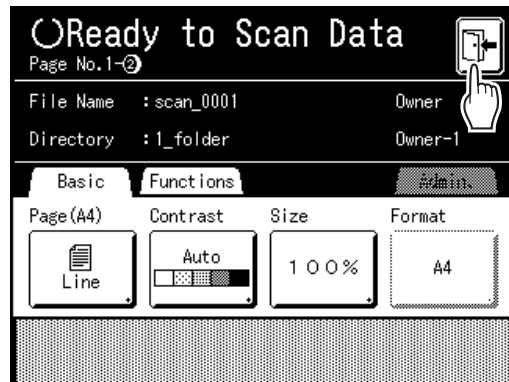 Ready to Scan Data
Page No.1-②
File Name :scan_0001 Owner
Directory :1_folder Owner-1
Basic Functions Admin.
Page(A4) Contrast Size Format
Line Auto 100% A4